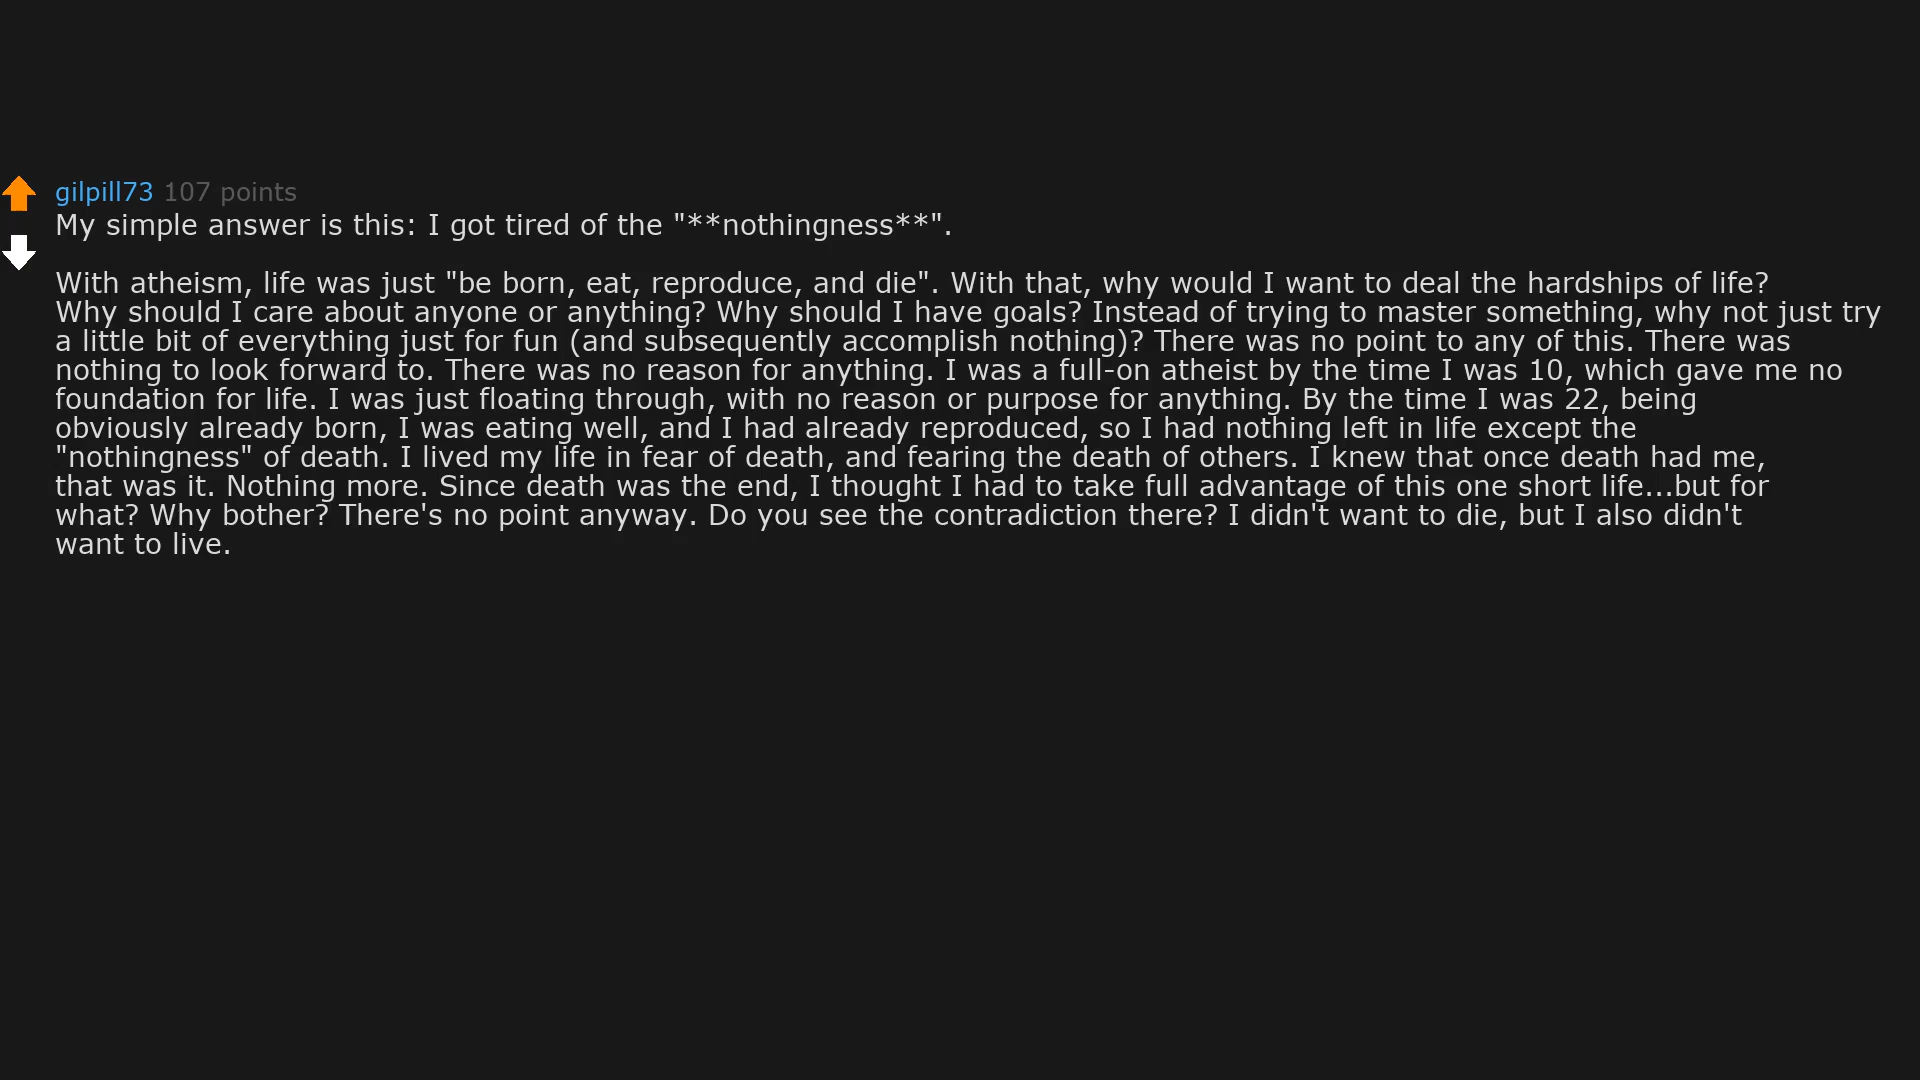 gilpill73 107 points
My simple answer is this: I got tired of the "**nothingness**".
With atheism, life was just "be born, eat, reproduce, and die". With that, why would I want to deal the hardships of life?
Why should I care about anyone or anything? Why should I have goals? Instead of trying to master something, why not just try
a little bit of everything just for fun (and subsequently accomplish nothing)? There was no point to any of this. There was
nothing to look forward to. There was no reason for anything. I was a full-on atheist by the time I was 10, which gave me no
foundation for life. I was just floating through, with no reason or purpose for anything. By the time I was 22, being
obviously already born, I was eating well, and I had already reproduced, so I had nothing left in life except the
"nothingness" of death. I lived my life in fear of death, and fearing the death of others. I knew that once death had me,
that was it. Nothing more. Since death was the end, I thought I had to take full advantage of this one short life...but for
what? Why bother? There's no point anyway. Do you see the contradiction there? I didn't want to die, but I also didn't
want to live.